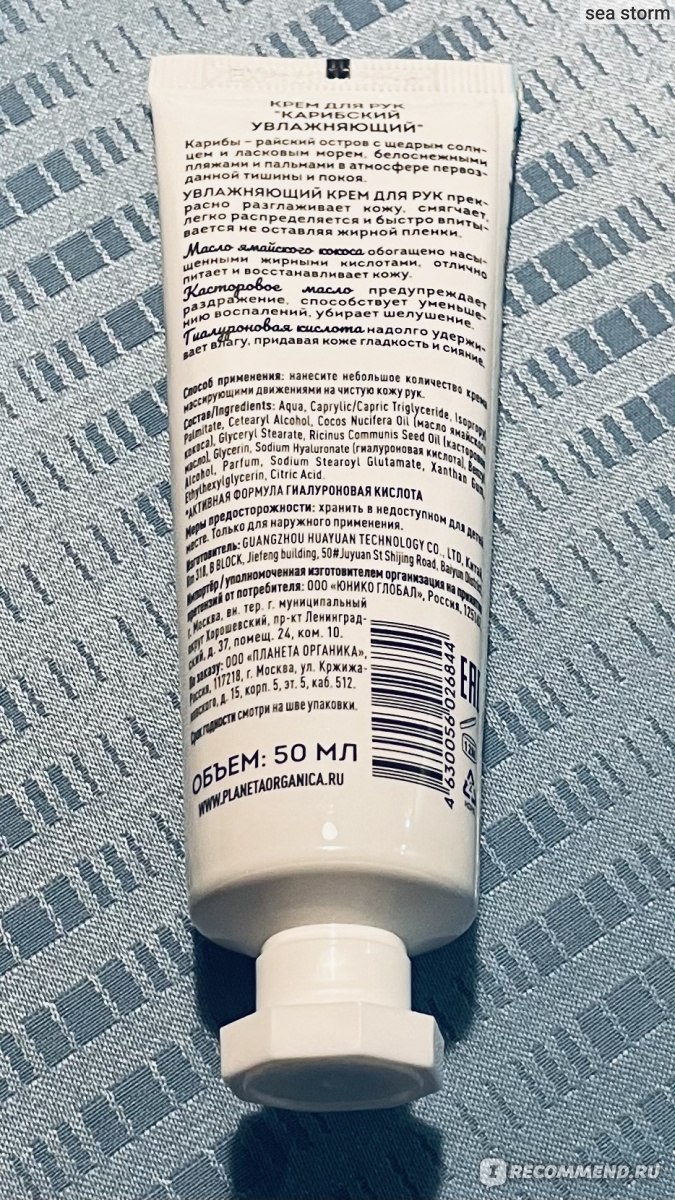 sea storm
КРЕМ ДЛЯ РУК
"КАРИБСКИЙ
УВЛАЖНЯЮЩИЙ"
Карибы – райский остров с щедрым солн-
цем и ласковым морем, белоснежными
пляжами и пальмами в атмосфере первоз-
данной тишины и покоя.
УВЛАЖНЯЮЩИЙ КРЕМ ДЛЯ РУК прек-
расно разглаживает кожу, смягчает,
легко распределяется и быстро впиты-
вается не оставляя жирной пленки.
Масло ямайского кокоса обогащено насы-
щенными жирными кислотами, отлично
питает и восстанавливает кожу.
Касторовое масло предупреждает
раздражение, способствует уменьше-
нию воспалений, убирает шелушение.
Гиалуроновая кислота надолго удержи-
вает влагу, придавая коже гладкость и сияние.
Способ применения: нанесите небольшое количество крема
массирующими движениями на чистую кожу рук.
Состав/Ingredients: Aqua, Caprylic/Capric Triglyceride, Isopropyl
Palmitate, Cetearyl Alcohol, Cocos Nucifera Oil (масло ямайского
кокоса), Glyceryl Stearate, Ricinus Communis Seed Oil (касторовое
масло), Glycerin, Sodium Hyaluronate (гиалуроновая кислота), Benzyl
Alcohol, Parfum, Sodium Stearoyl Glutamate, Xanthan Gum,
Ethylhexylglycerin, Citric Acid.
*АКТИВНАЯ ФОРМУЛА ГИАЛУРОНОВАЯ КИСЛОТА
Меры предосторожности: хранить в недоступном для детей
месте. Только для наружного применения.
Изготовитель: GUANGZHOU HUAYUAN TECHNOLOGY CO., LTD, Китай,
Rm 318, B BLOCK, Jiefeng building, 50# Juyuan St Shijing Road, Baiyun
Импортёр/уполномоченная изготовителем организация на принятие
претензий от потребителя: ООО «ЮНИКО ГЛОБАЛ», Россия,
г. Москва, вн. тер. г. муниципальный
округ Хорошевский, пр-кт Ленинград-
ский, д. 37, помещ. 24, ком. 10.
По заказу: ООО «ПЛАНЕТА ОРГАНИКА»,
Россия, 117218, г. Москва, ул. Кржижа-
новского, д. 15, корп. 5, эт. 5, каб. 512.
Срок годности смотри на шве упаковки.
ОБЪЕМ: 50 МЛ
WWW.PLANETAORGANICA.RU
4 630056 026844
EAC
12M
IRECOMMEND.RU